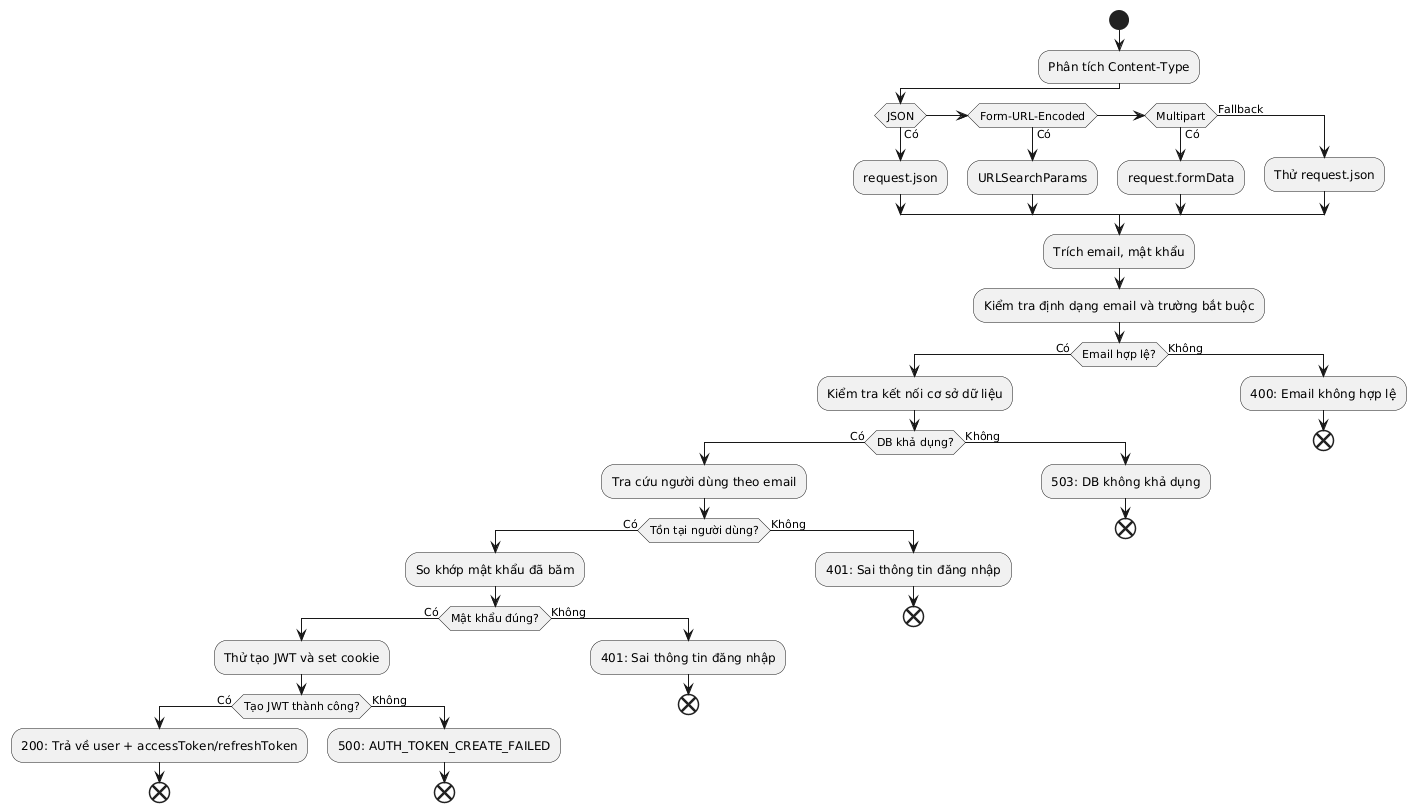 Phân tích Content-Type
JSON
Form-URL-Encoded
Multipart
Fallback
Có
Có
Có
request.json
URLSearchParams
request.formData
Thử request.json
Trích email, mật khẩu
Kiểm tra định dạng email và trường bắt buộc
Có
Email hợp lệ?
Không
Kiểm tra kết nối cơ sở dữ liệu
400: Email không hợp lệ
Có
DB khả dụng?
Không
Tra cứu người dùng theo email
503: DB không khả dụng
Có
Tồn tại người dùng?
Không
So khớp mật khẩu đã băm
401: Sai thông tin đăng nhập
Có
Mật khẩu đúng?
Không
Thử tạo JWT và set cookie
401: Sai thông tin đăng nhập
Có
Tạo JWT thành công?
Không
200: Trả về user + accessToken/refreshToken
500: AUTH_TOKEN_CREATE_FAILED